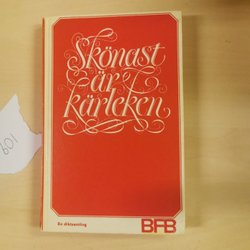 Skönast
är
kärleken
En diktsamling
BFB